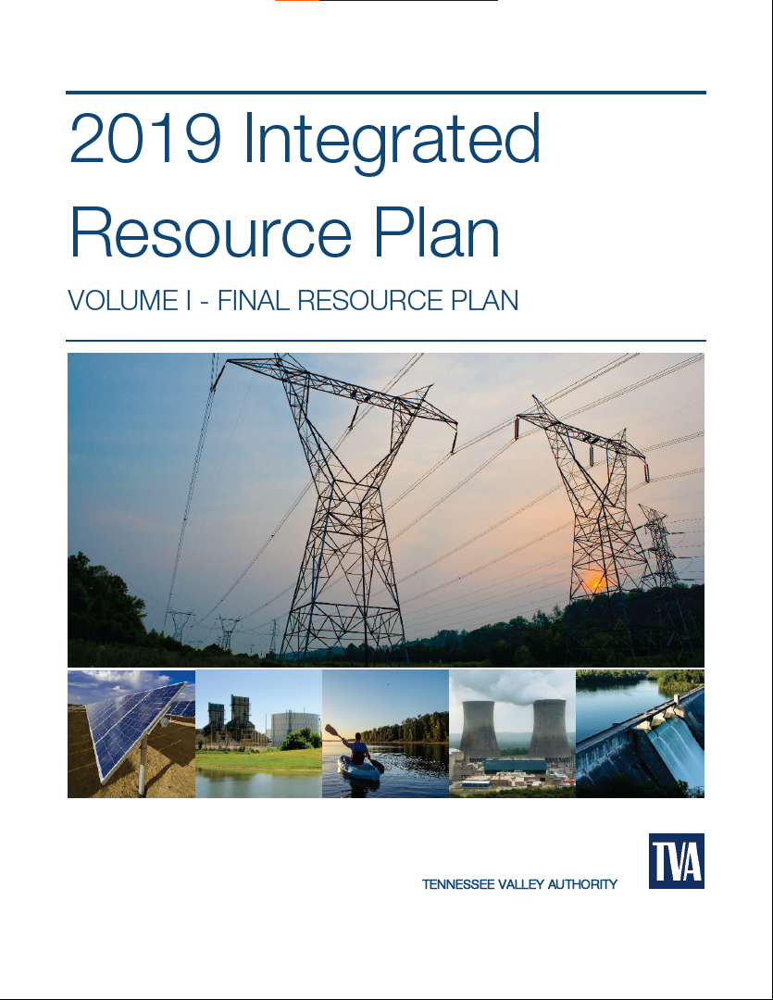 2019 Integrated
Resource Plan
VOLUME I - FINAL RESOURCE PLAN
TENNESSEE VALLEY AUTHORITY
TVA